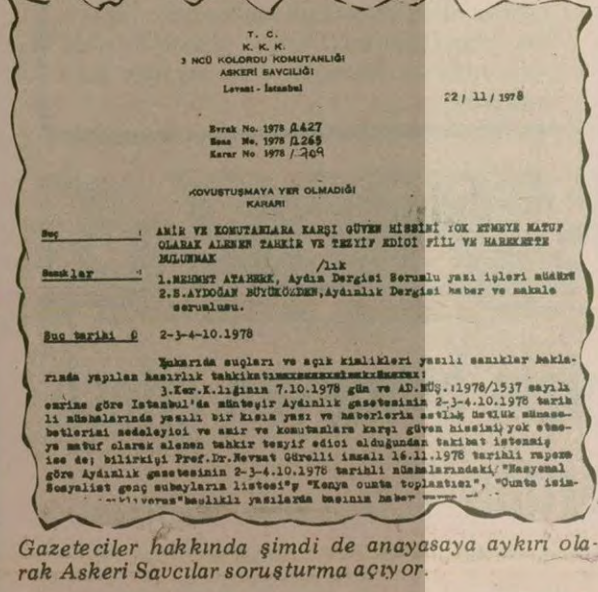 T. C.
K. K. K.
3 NCÜ KOLORDU KOMUTANLIĞI
ASKERİ SAVCILIĞI
Levent - İstanbul
22 / 11 / 1978
Evrak No. 1978 /1427
Esas No. 1978 /1265
Karar No 1978 / 709
KOVUŞTUŞMAYA YER OLMADIĞI
KARARI
Suç : AMİR VE KOMUTANLARA KARŞI GÜVEN HİSSİNİ YOK ETMEYE MATUF
OLARAK ALENEN TAHKİR VE TEZYİF EDİCİ FİİL VE HAREKETTE
BULUNMAK
/lık
Sanıklar : 1.MEHMET ATABERK, Aydın Dergisi Sorumlu yazı işleri müdürü
2.S.AYDOĞAN BÜYÜKÖZDEN,Aydınlık Dergisi haber ve makale
sorumlusu.
Suç tarihi : 2-3-4-10.1978
Yukarıda suçları ve açık kimlikleri yazılı sanıklar hakla-
rında yapılan hazırlık tahkikatı
3.Kor.K.lığının 7.10.1978 gün ve AD.MÜŞ.:1978/1537 sayılı
emrine göre İstanbul'da münteşir Aydınlık gazetesinin 2-3-4.10.1978 tarih
li nüshalarında yazılı bir kısım yazı ve haberlerin astlık üstlük münase-
betlerini zedeleyici ve amir ve komutanlara karşı güven hissini yok etme-
ye matuf olarak alenen tahkir tezyif edici olduğundan takibat istenmiş
ise de; bilirkişi Prof.Dr.Nevzat Gürelli imzalı 16.11.1978 tarihli rapora
göre Aydınlık gazetesinin 2-3-4.10.1978 tarihli nüshalarındaki "Nasyonal
Sosyalist genç subayların listesi", "Konya cunta toplantısı", "Cunta isim-
başlıklı yazılarda basının haber
Gazeteciler hakkında şimdi de anayasaya aykırı ola-
rak Askeri Savcılar soruşturma açıyor.